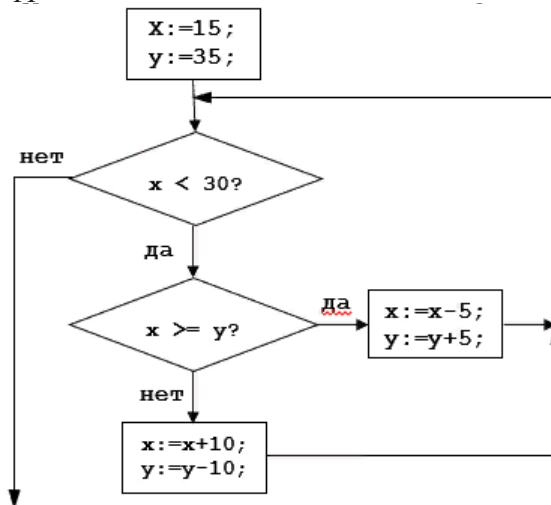 X:=15;
y:=35;
нет
x < 30?
да
x >= y?
да
x:=x-5;
y:=y+5;
нет
x:=x+10;
y:=y-10;